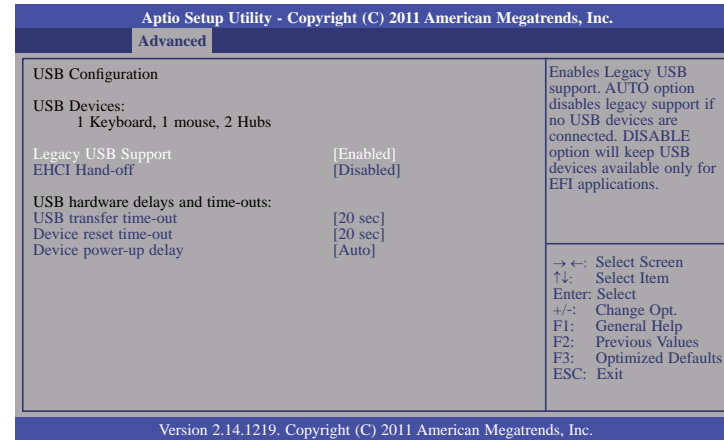 Aptio Setup Utility - Copyright (C) 2011 American Megatrends, Inc.
Advanced
USB Configuration
USB Devices:
1 Keyboard, 1 mouse, 2 Hubs
Legacy USB Support [Enabled]
EHCI Hand-off [Disabled]
USB hardware delays and time-outs:
USB transfer time-out [20 sec]
Device reset time-out [20 sec]
Device power-up delay [Auto]
Enables Legacy USB
support. AUTO option
disables legacy support if
no USB devices are
connected. DISABLE
option will keep USB
devices available only for
EFI applications.
→ ←: Select Screen
↑↓: Select Item
Enter: Select
+/-: Change Opt.
F1: General Help
F2: Previous Values
F3: Optimized Defaults
ESC: Exit
Version 2.14.1219. Copyright (C) 2011 American Megatrends, Inc.